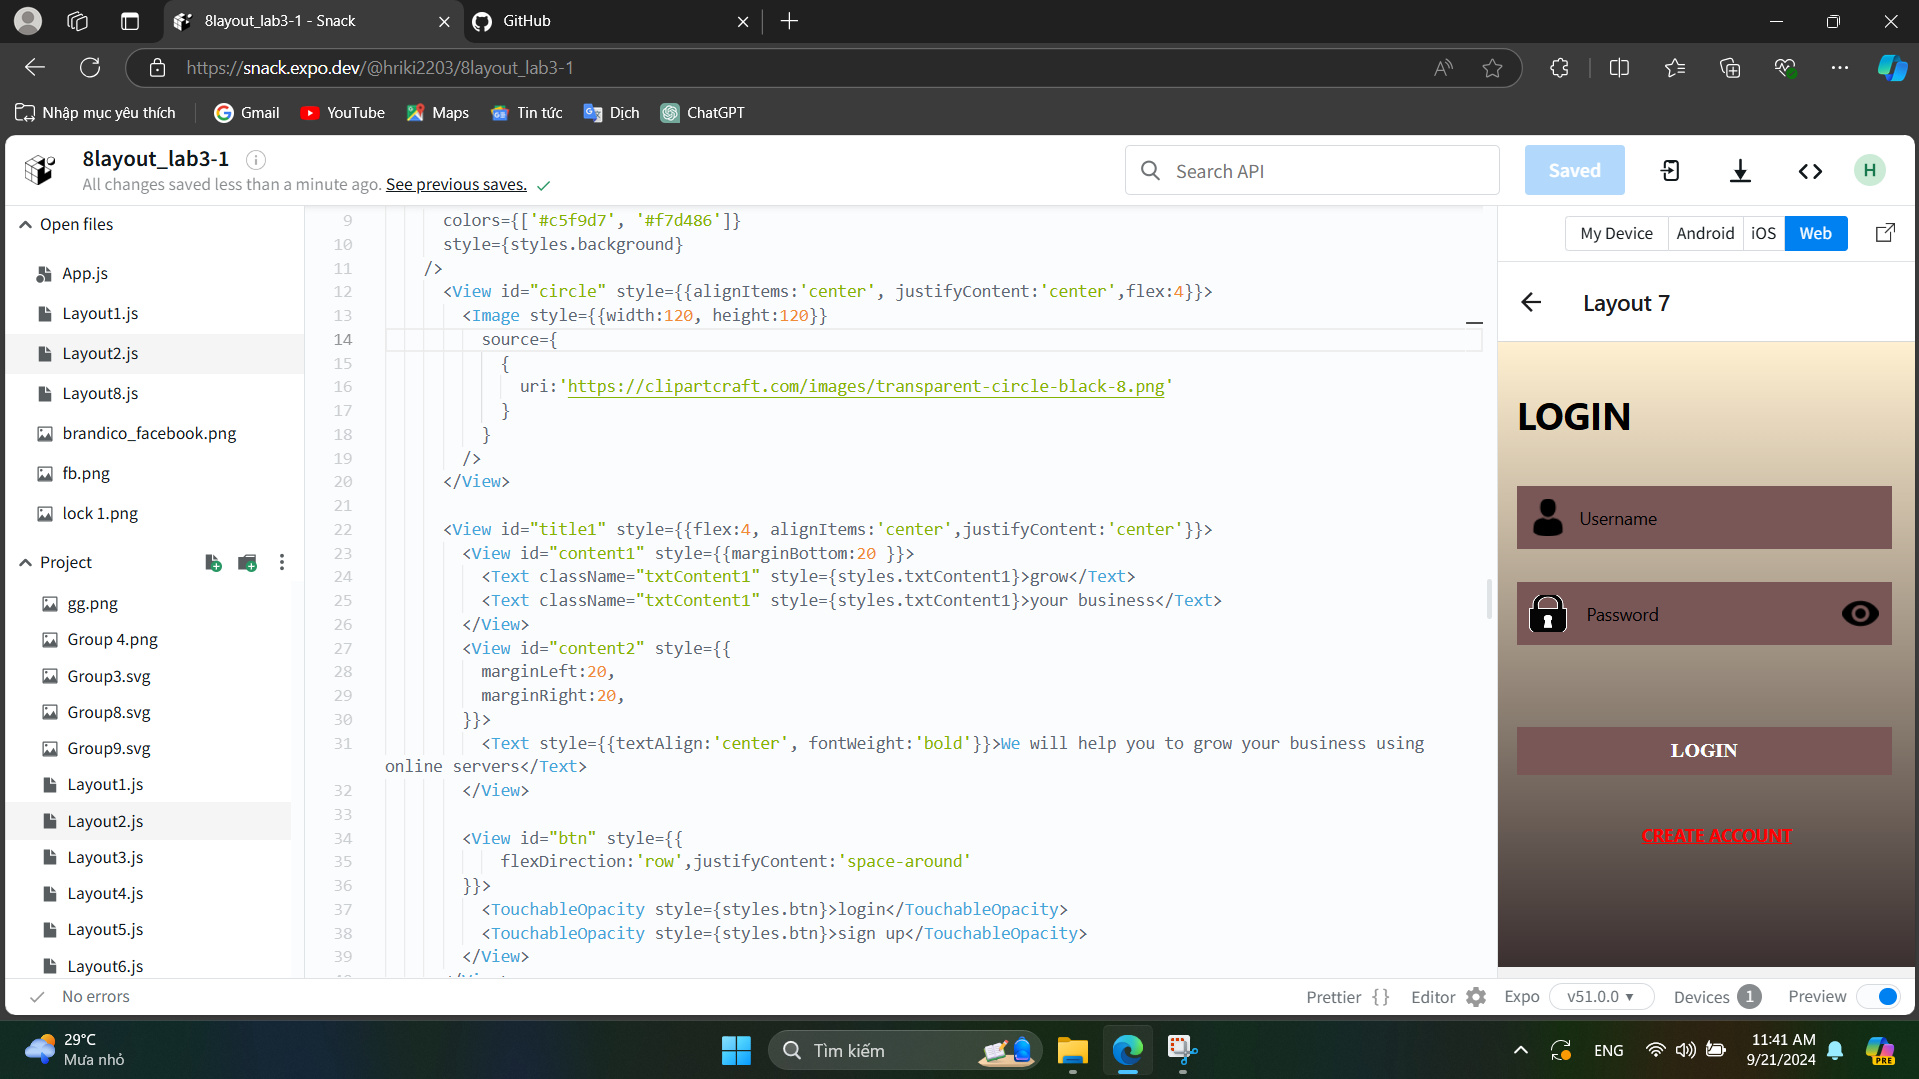 8layout_lab3-1 - Snack
GitHub
https://snack.expo.dev/@hriki2203/8layout_lab3-1
Nhập mục yêu thích
Gmail
YouTube
Maps
Tin tức
Dịch
ChatGPT
8layout_lab3-1
All changes saved less than a minute ago. See previous saves.
Search API
Saved
H
Open files
App.js
Layout1.js
Layout2.js
Layout8.js
brandico_facebook.png
fb.png
lock 1.png
Project
gg.png
Group 4.png
Group3.svg
Group8.svg
Group9.svg
Layout1.js
Layout2.js
Layout3.js
Layout4.js
Layout5.js
Layout6.js
9 colors={['#c5f9d7', '#f7d486']}
10 style={styles.background}
11 />
12 <View id="circle" style={{alignItems:'center', justifyContent:'center',flex:4}}>
13 <Image style={{width:120, height:120}}
14 source={
15 {
16 uri:'https://clipartcraft.com/images/transparent-circle-black-8.png'
17 }
18 }
19 />
20 </View>
21
22 <View id="title1" style={{flex:4, alignItems:'center',justifyContent:'center'}}>
23 <View id="content1" style={{marginBottom:20 }}>
24 <Text className="txtContent1" style={styles.txtContent1}>grow</Text>
25 <Text className="txtContent1" style={styles.txtContent1}>your business</Text>
26 </View>
27 <View id="content2" style={{
28 marginLeft:20,
29 marginRight:20,
30 }}>
31 <Text style={{textAlign:'center', fontWeight:'bold'}}>We will help you to grow your business using
online servers</Text>
32 </View>
33
34 <View id="btn" style={{
35 flexDirection:'row',justifyContent:'space-around'
36 }}>
37 <TouchableOpacity style={styles.btn}>login</TouchableOpacity>
38 <TouchableOpacity style={styles.btn}>sign up</TouchableOpacity>
39 </View>
My Device
Android
iOS
Web
Layout 7
LOGIN
Username
Password
LOGIN
CREATE ACCOUNT
No errors
Prettier { }
Editor
Expo
v51.0.0
Devices 1
Preview
29°C
Mưa nhỏ
Tìm kiếm
ENG
11:41 AM
9/21/2024
PRE